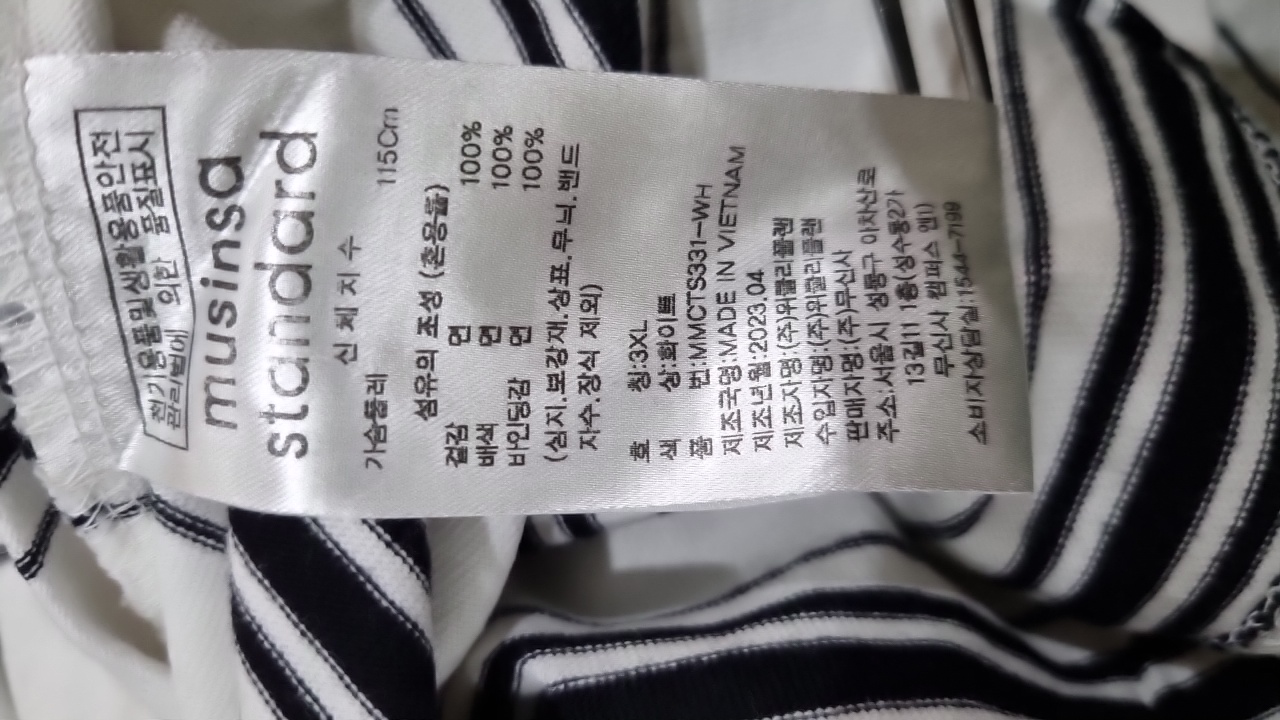 전기용품및생활용품안전
관리법에 의한 품질표시
musinsa
standard
신체지수
가슴둘레 115Cm
섬유의 조성 (혼용율)
겉감 면 100%
배색 면 100%
바인딩감 면 100%
(심지.보강재.상표.무늬.밴드
자수.장식 제외)
호 칭:3XL
색 상:화이트
품 번:MMCTS331-WH
제조국명:MADE IN VIETNAM
제조년월:2023.04
제조자명:(주)위클리플랜
수입자명:(주)위클리플랜
판매자명:(주)무신사
주소.서울시 성동구 아차산로
13길11 1층(성수동2가
무신사 캠퍼스 엔1)
소비자상담실:1544-7199